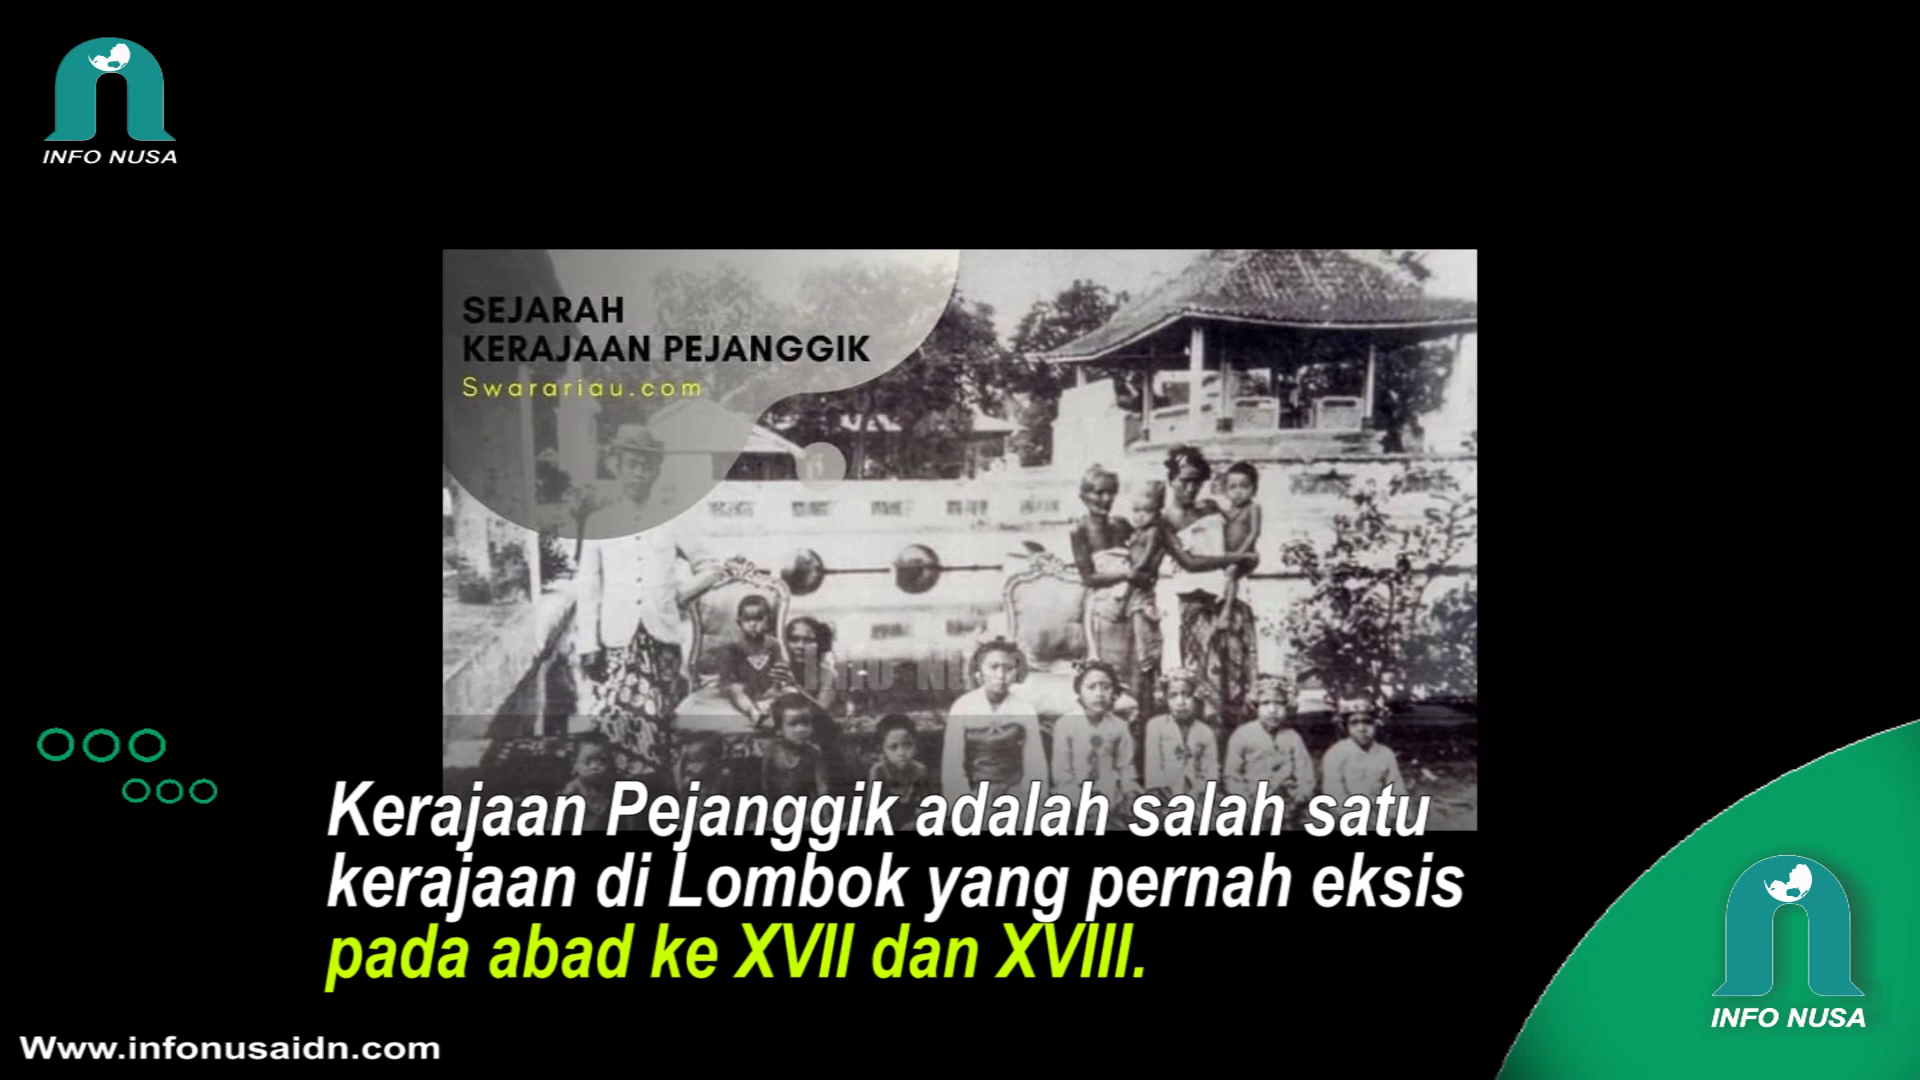 INFO NUSA
SEJARAH
KERAJAAN PEJANGGIK
Swarariau.com
Kerajaan Pejanggik adalah salah satu
kerajaan di Lombok yang pernah eksis
pada abad ke XVII dan XVIII.
INFO NUSA
Www.infonusaidn.com